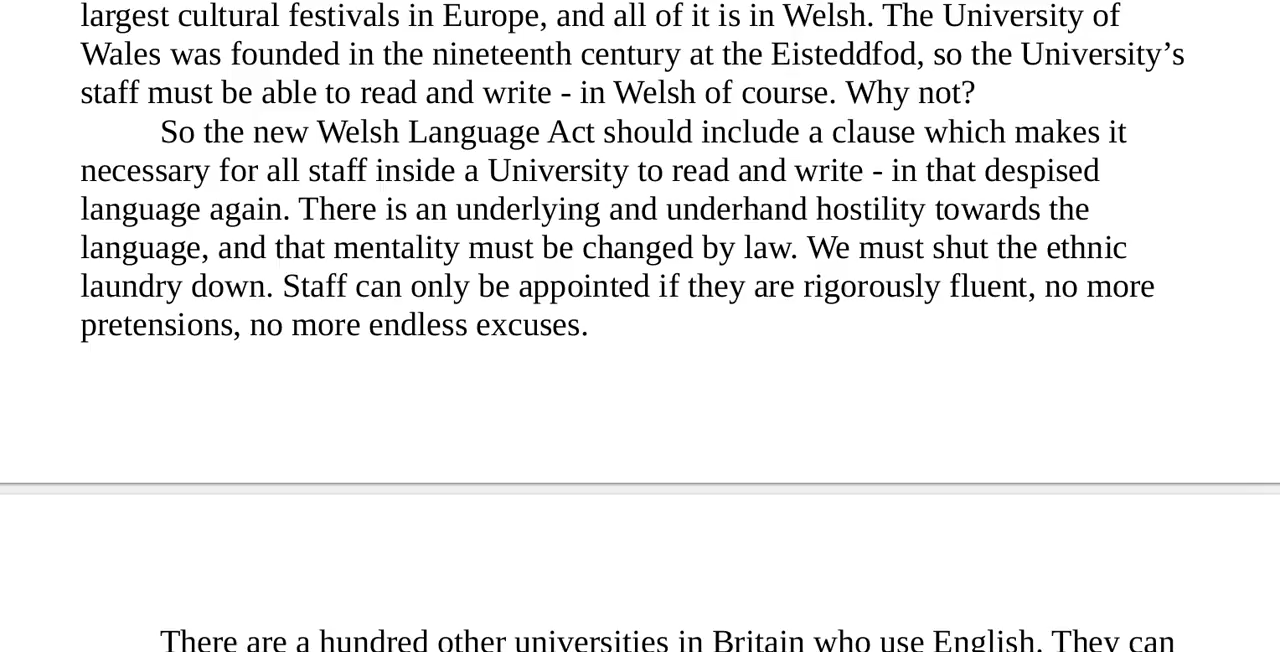 largest cultural festivals in Europe, and all of it is in Welsh. The University of
Wales was founded in the nineteenth century at the Eisteddfod, so the University’s
staff must be able to read and write - in Welsh of course. Why not?
So the new Welsh Language Act should include a clause which makes it
necessary for all staff inside a University to read and write - in that despised
language again. There is an underlying and underhand hostility towards the
language, and that mentality must be changed by law. We must shut the ethnic
laundry down. Staff can only be appointed if they are rigorously fluent, no more
pretensions, no more endless excuses.
There are a hundred other universities in Britain who use English. They can